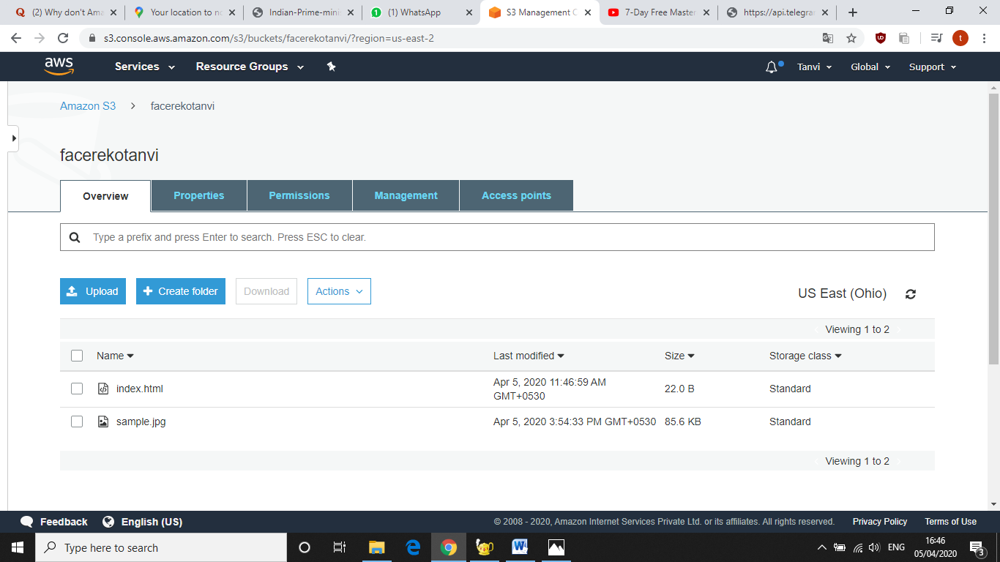 (2) Why don't Ama
Your location to no
Indian-Prime-minis
(1) WhatsApp
S3 Management C
7-Day Free Master
https://api.telegra
s3.console.aws.amazon.com/s3/buckets/facerekotanvi/?region=us-east-2
t
aws
Services
Resource Groups
Tanvi
Global
Support
Amazon S3
facerekotanvi
facerekotanvi
Overview
Properties
Permissions
Management
Access points
Type a prefix and press Enter to search. Press ESC to clear.
Upload
Create folder
Download
Actions
US East (Ohio)
Viewing 1 to 2
Name
Last modified
Size
Storage class
index.html
Apr 5, 2020 11:46:59 AM
GMT+0530
22.0 B
Standard
sample.jpg
Apr 5, 2020 3:54:33 PM GMT+0530
85.6 KB
Standard
Viewing 1 to 2
Feedback
English (US)
© 2008 - 2020, Amazon Internet Services Private Ltd. or its affiliates. All rights reserved.
Privacy Policy
Terms of Use
Type here to search
ENG
16:46
05/04/2020
3